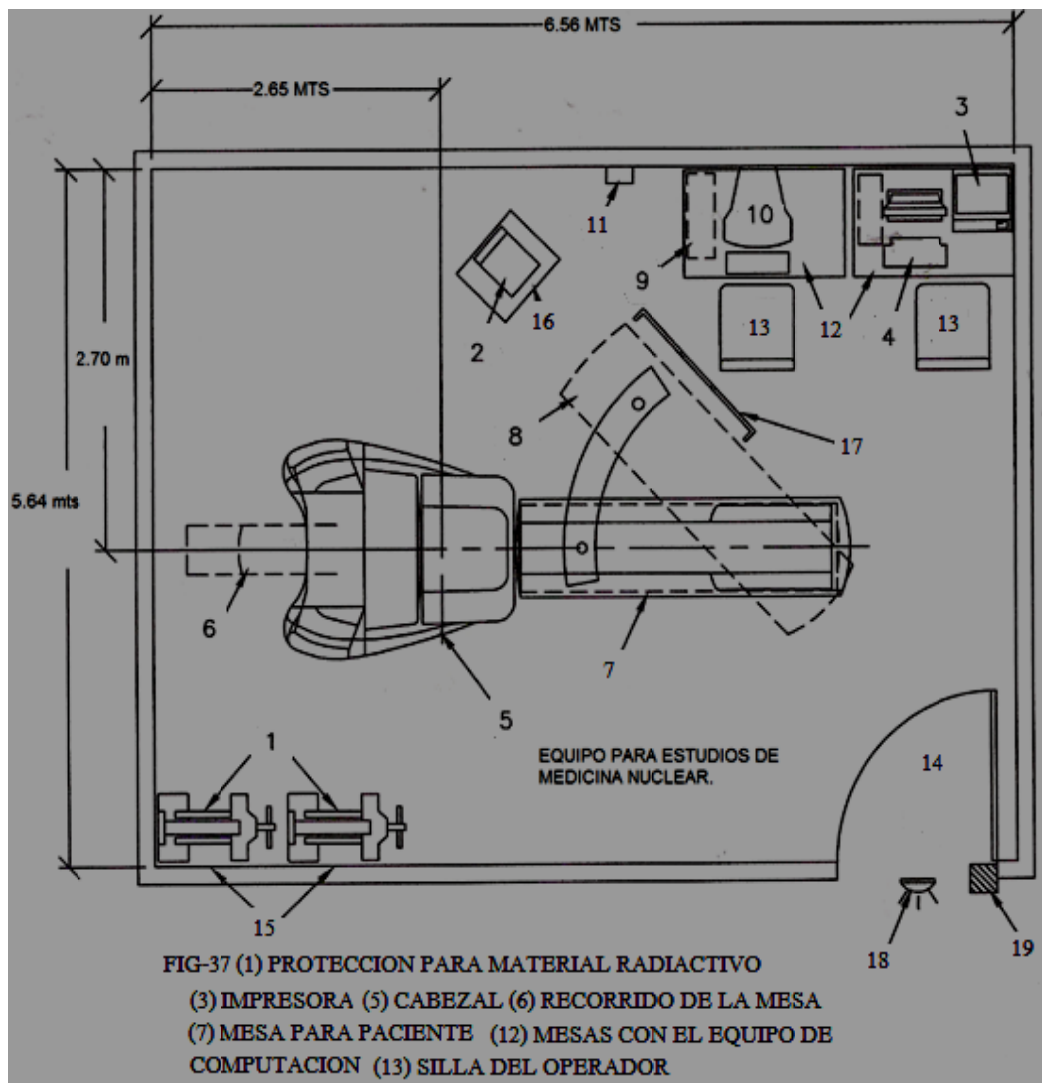 6.56 MTS
2.65 MTS
3
10
11
9
16
13
12
4
13
2
2.70 m
8
17
5.64 mts
6
7
5
1
EQUIPO PARA ESTUDIOS DE
MEDICINA NUCLEAR.
14
15
18
19
FIG-37 (1) PROTECCION PARA MATERIAL RADIACTIVO
(3) IMPRESORA (5) CABEZAL (6) RECORRIDO DE LA MESA
(7) MESA PARA PACIENTE (12) MESAS CON EL EQUIPO DE
COMPUTACION (13) SILLA DEL OPERADOR